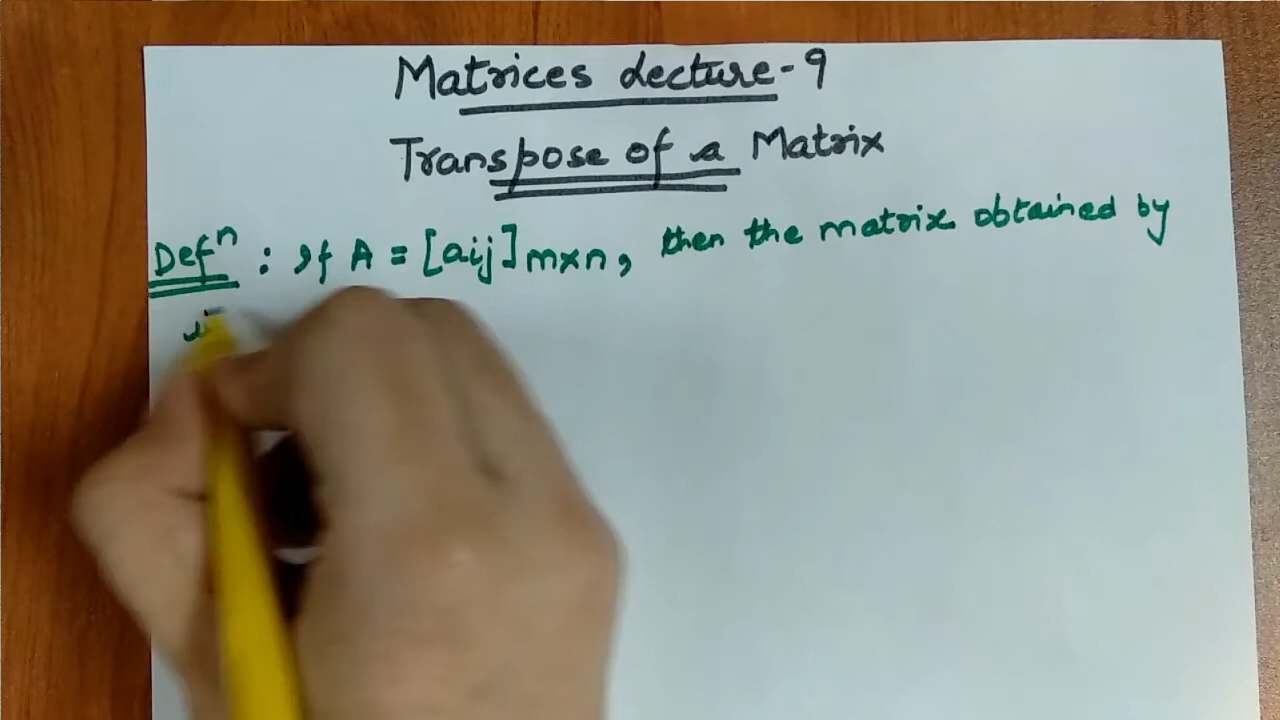 Matrices Lecture-9
Transpose of a Matrix
Defⁿ : If A = [aij]m×n, then the matrix obtained by